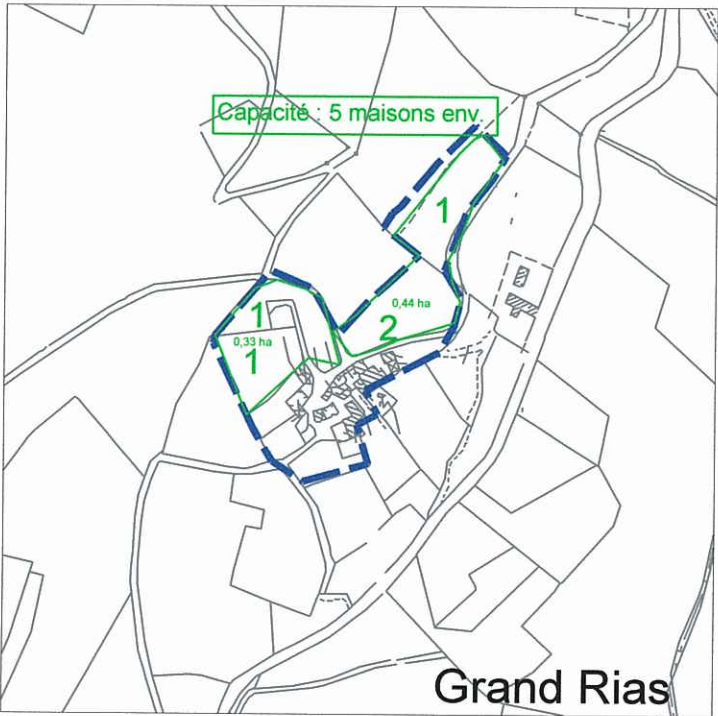 Capacité : 5 maisons env.
1
0,44 ha
2
1
0,33 ha
1
Grand Rias